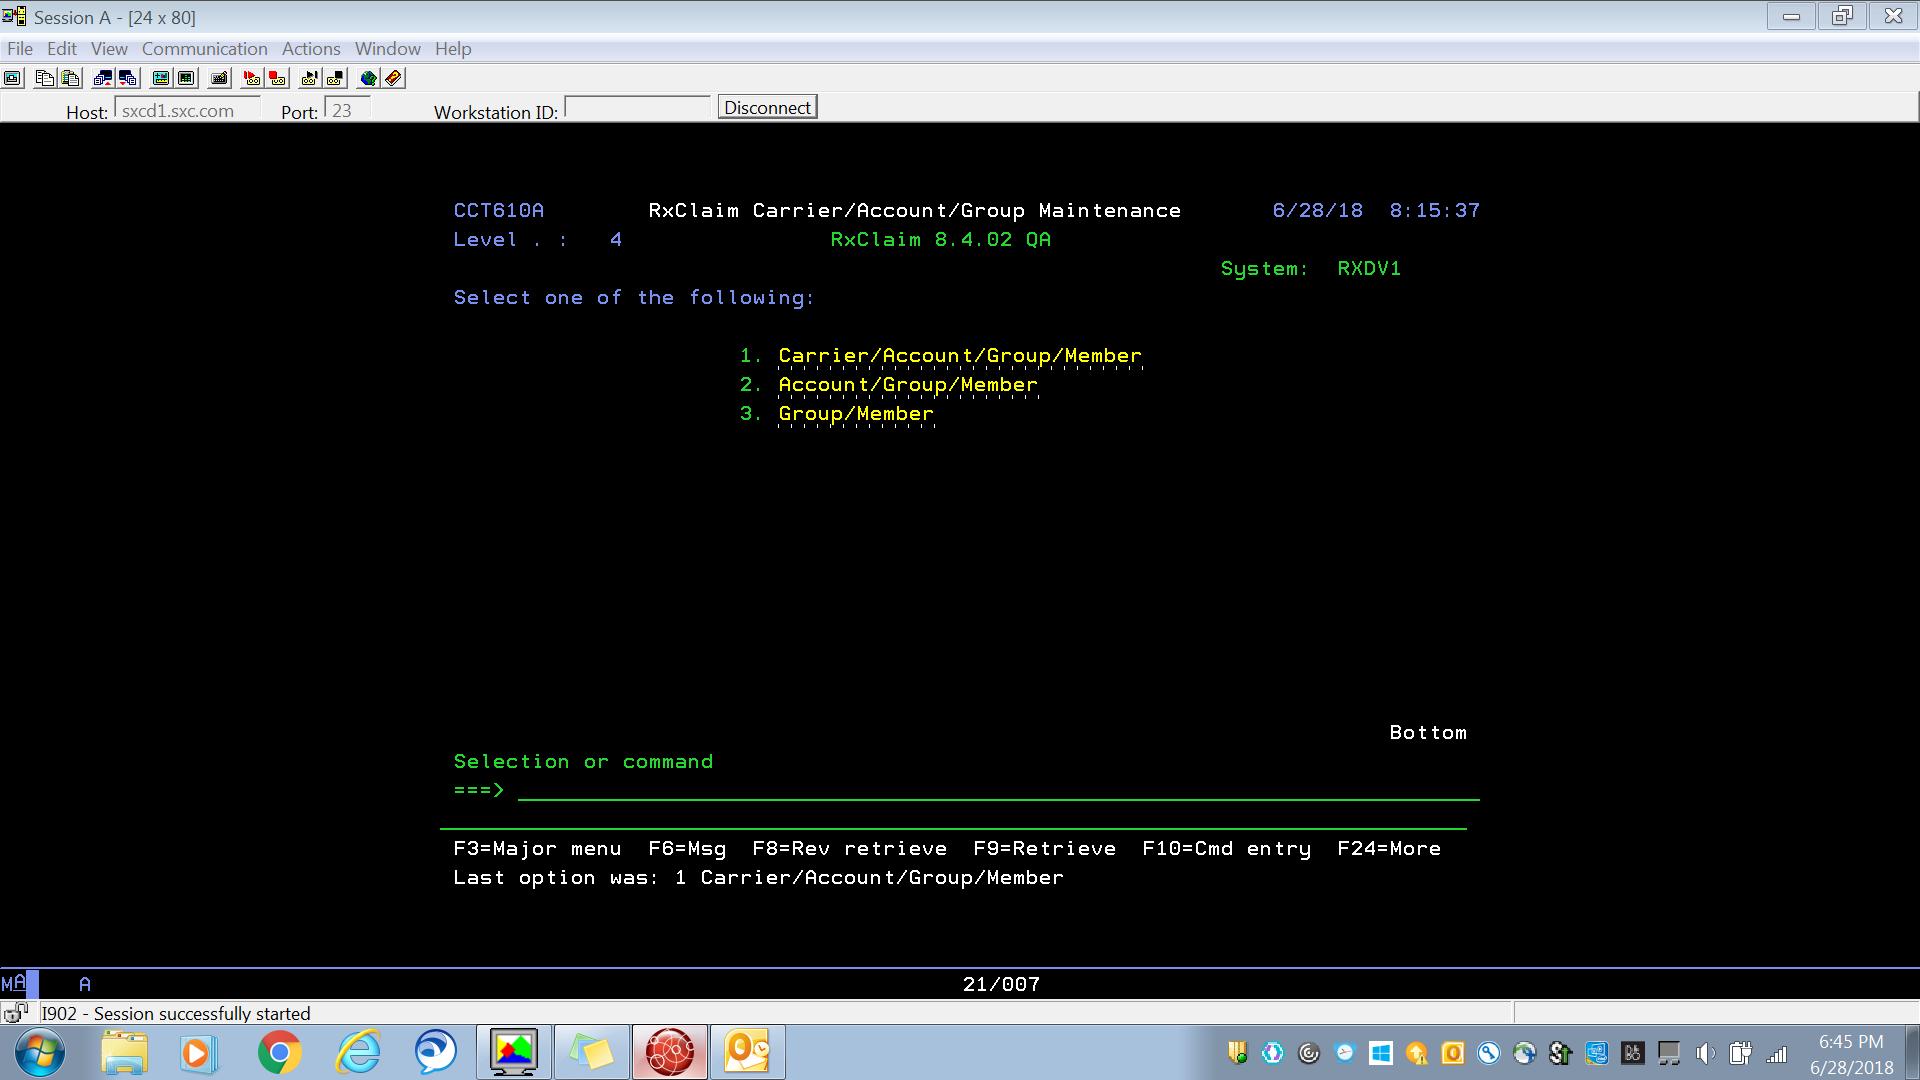 Session A - [24 x 80]
File Edit View Communication Actions Window Help
Host: sxcd1.sxc.com Port: 23 Workstation ID: Disconnect
CCT610A RxClaim Carrier/Account/Group Maintenance 6/28/18 8:15:37
Level . : 4 RxClaim 8.4.02 QA
System: RXDV1
Select one of the following:
1. Carrier/Account/Group/Member
2. Account/Group/Member
3. Group/Member
Bottom
Selection or command
===>
F3=Major menu F6=Msg F8=Rev retrieve F9=Retrieve F10=Cmd entry F24=More
Last option was: 1 Carrier/Account/Group/Member
MA A 21/007
I902 - Session successfully started
6:45 PM
6/28/2018